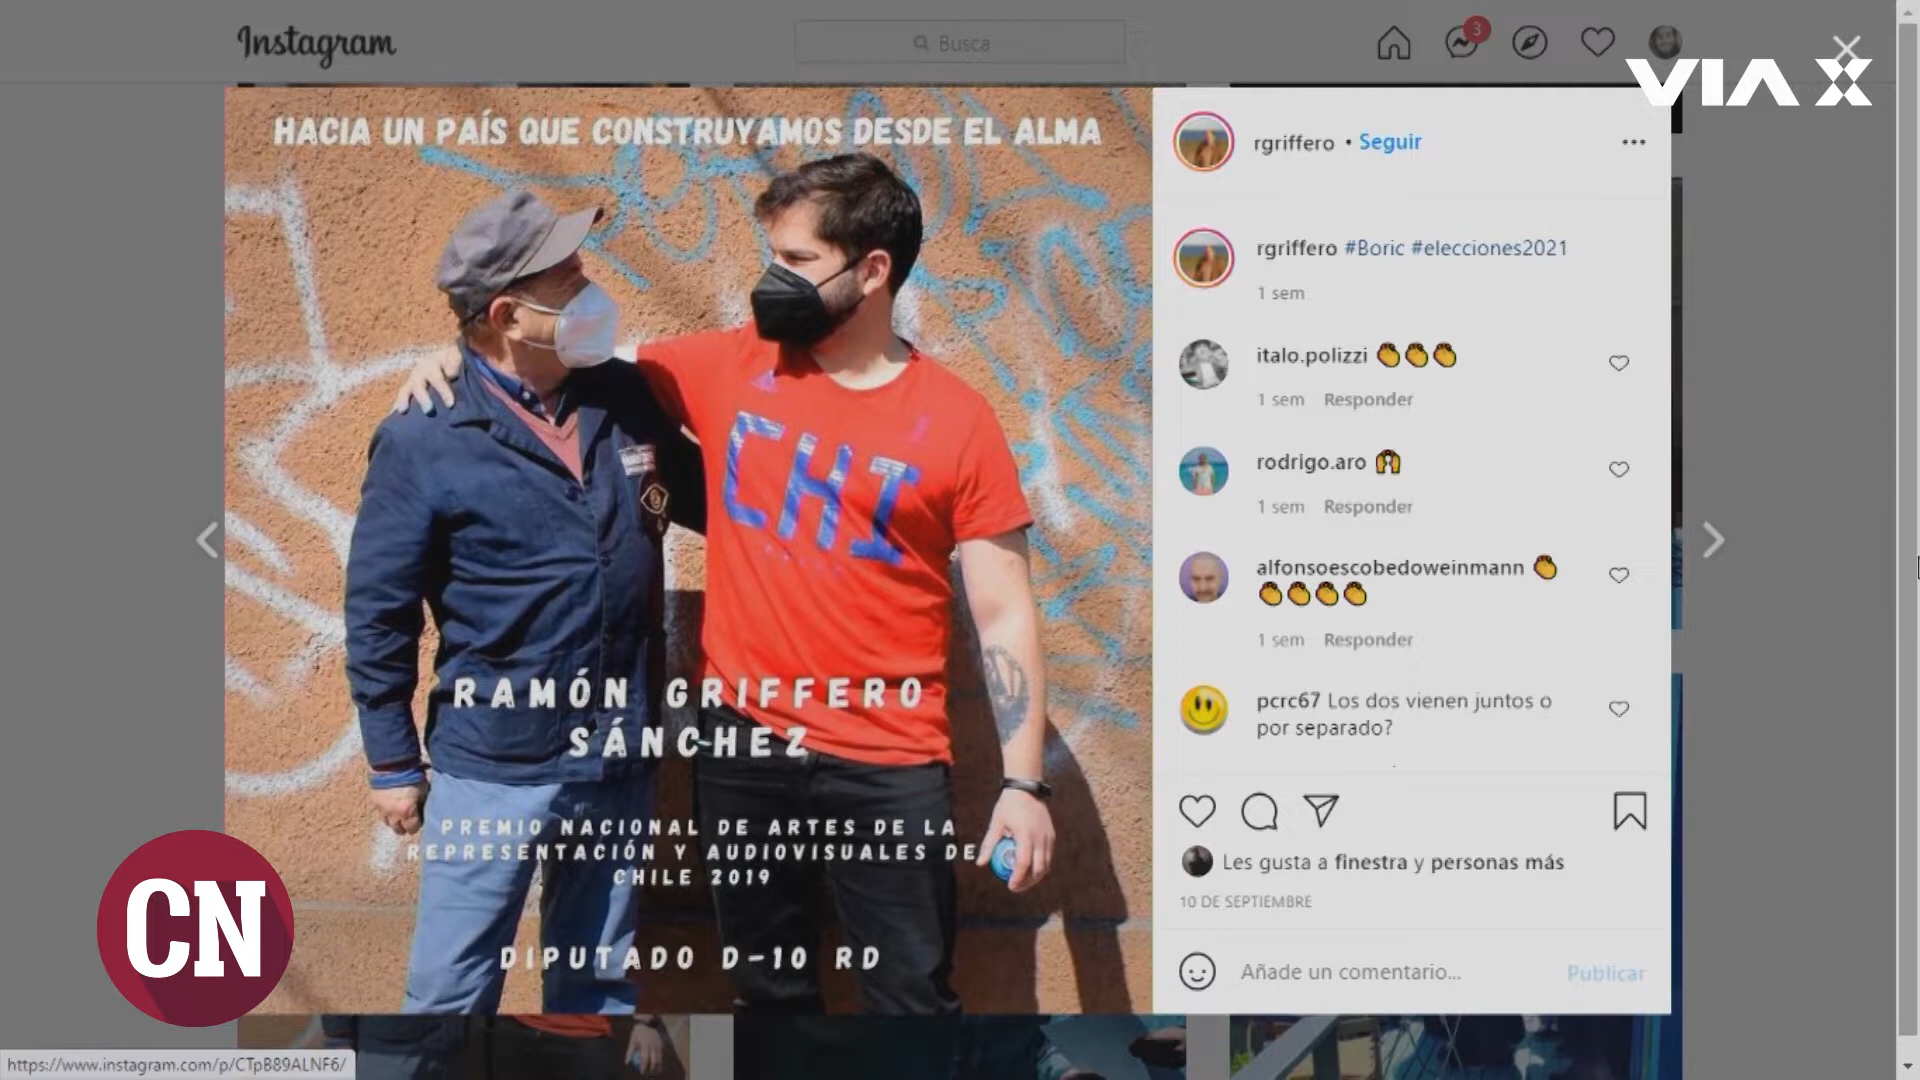 Instagram
Busca
3
VIA X
HACIA UN PAÍS QUE CONSTRUYAMOS DESDE EL ALMA
CHI
RAMÓN GRIFFERO
SÁNCHEZ
PREMIO NACIONAL DE ARTES DE LA
REPRESENTACIÓN Y AUDIOVISUALES DE
CHILE 2019
DIPUTADO D-10 RD
CN
rgriffero • Seguir
rgriffero #Boric #elecciones2021
1 sem
italo.polizzi 👏👏👏
1 sem Responder
rodrigo.aro 🙌
1 sem Responder
alfonsoescobedoweinmann 👏
👏👏👏👏
1 sem Responder
pcrc67 Los dos vienen juntos o
por separado?
Les gusta a finestra y personas más
10 DE SEPTIEMBRE
Añade un comentario...
Publicar
https://www.instagram.com/p/CTpB89ALNF6/